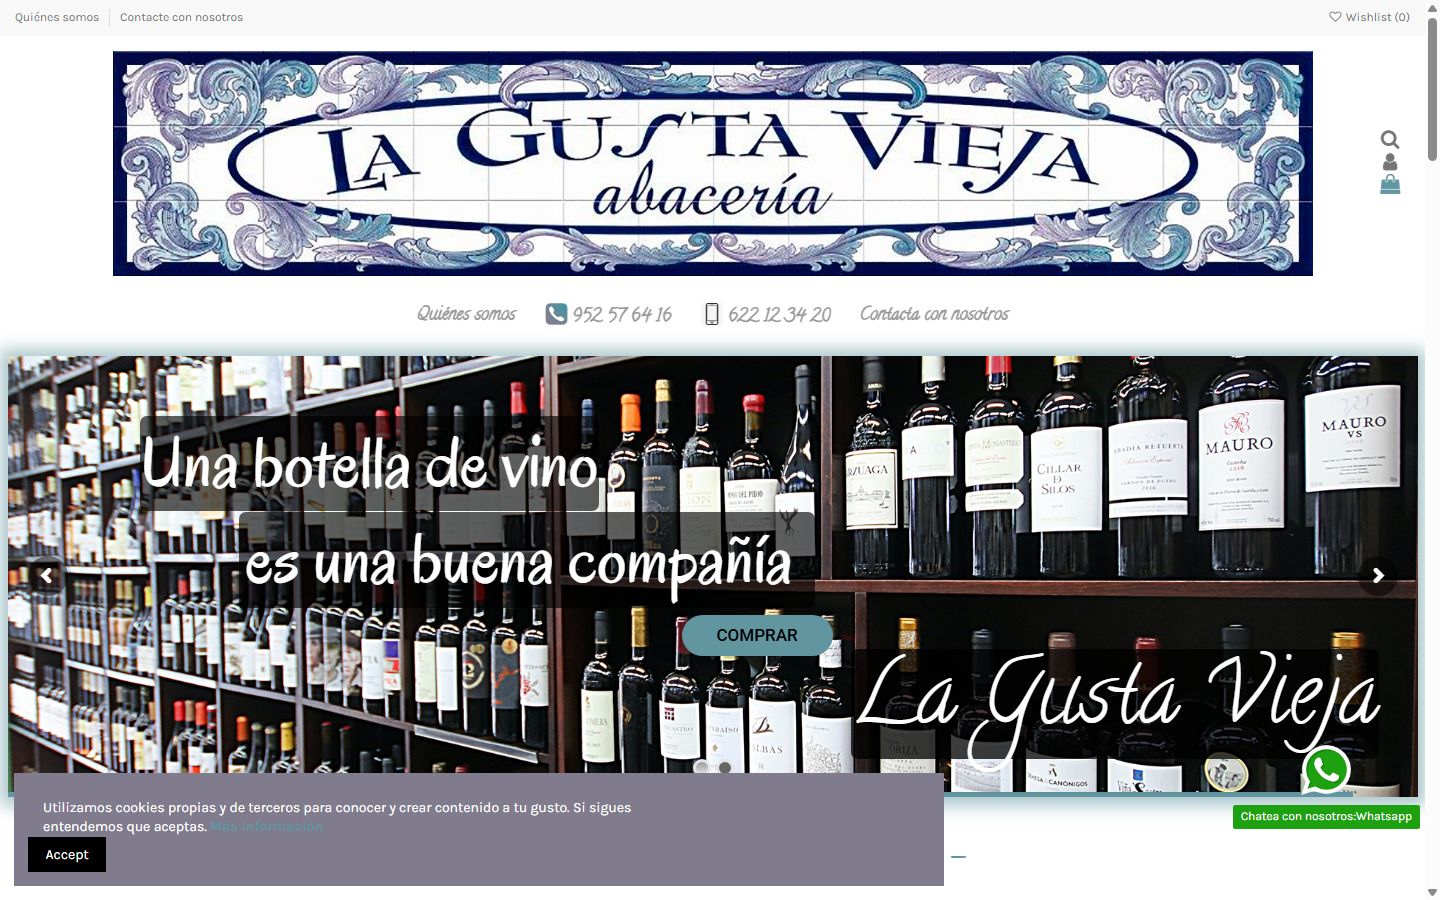 Quiénes somos
Contacte con nosotros
Wishlist (0)
LA GUSTA VIEJA
abacería
Quiénes somos
952 57 64 16
622 12 34 20
Contacta con nosotros
Una botella de vino,
es una buena compañía
COMPRAR
La Gusta Vieja
CILLAR
D
SILOS
MAURO
2016
MAURO
VS
ABADÍA RETUERTA
Utilizamos cookies propias y de terceros para conocer y crear contenido a tu gusto. Si sigues
entendemos que aceptas. Más información
Accept
Chatea con nosotros:Whatsapp